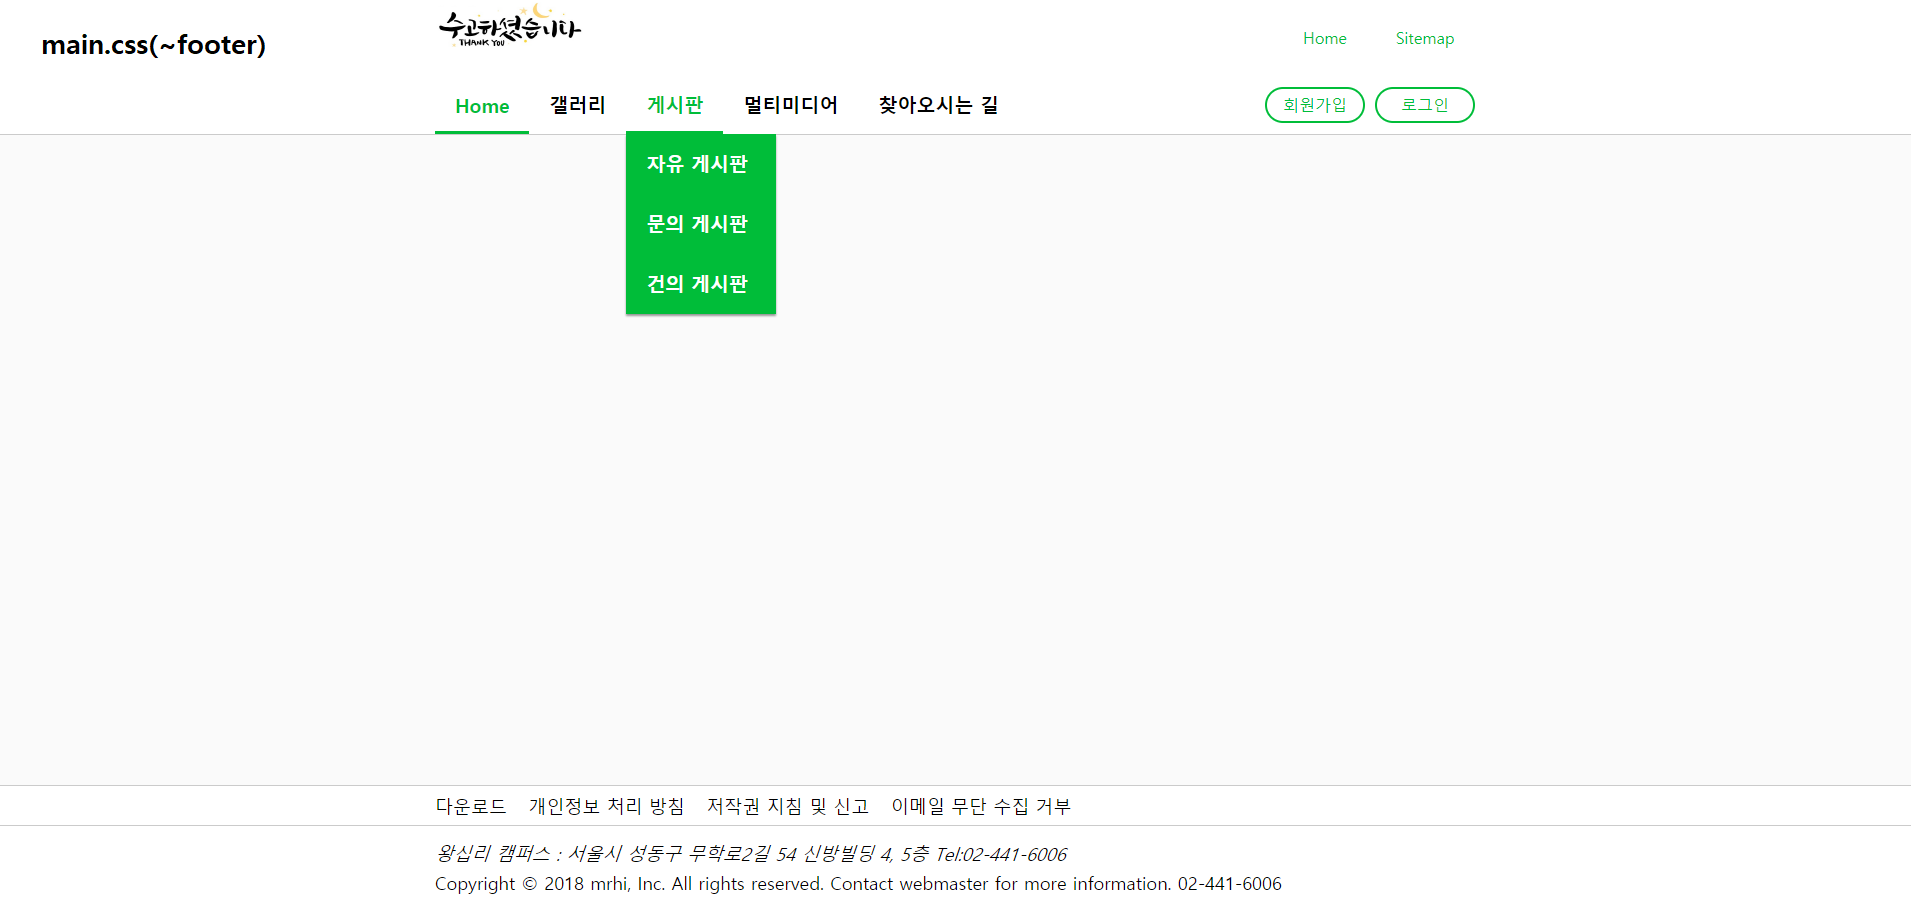 수고하셨습니다
THANK YOU
main.css(~footer)
Home Sitemap
Home 갤러리 게시판 멀티미디어 찾아오시는 길 회원가입 로그인
자유 게시판
문의 게시판
건의 게시판
다운로드 개인정보 처리 방침 저작권 지침 및 신고 이메일 무단 수집 거부
왕십리 캠퍼스 : 서울시 성동구 무학로2길 54 신방빌딩 4, 5층 Tel:02-441-6006
Copyright © 2018 mrhi, Inc. All rights reserved. Contact webmaster for more information. 02-441-6006